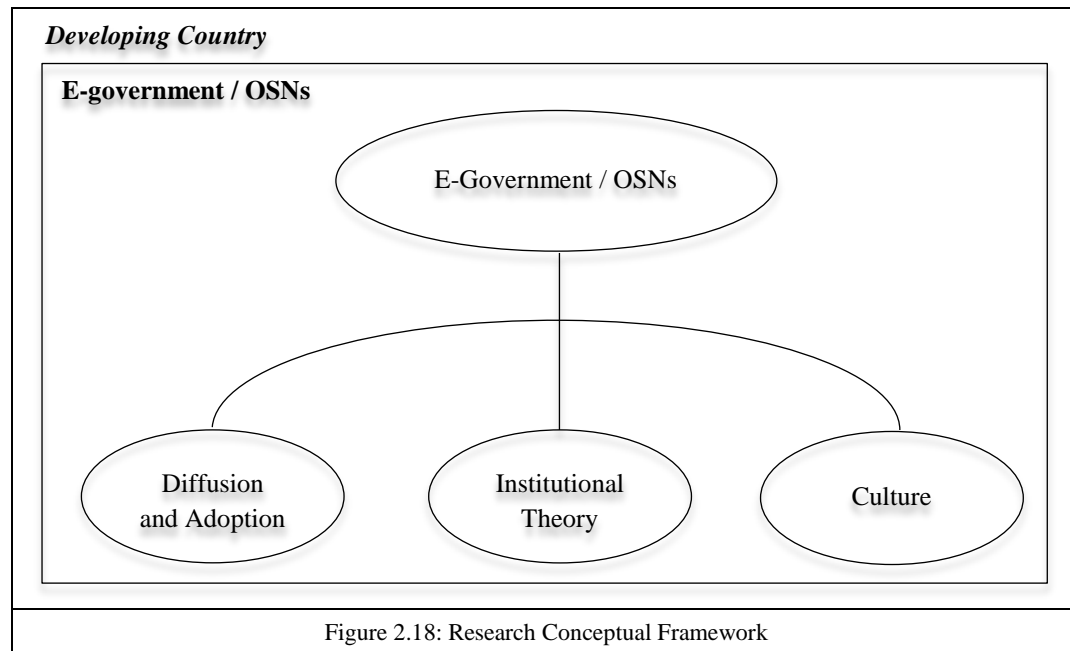 Developing Country
E-government / OSNs
E-Government / OSNs
Diffusion
and Adoption
Institutional
Theory
Culture
Figure 2.18: Research Conceptual Framework